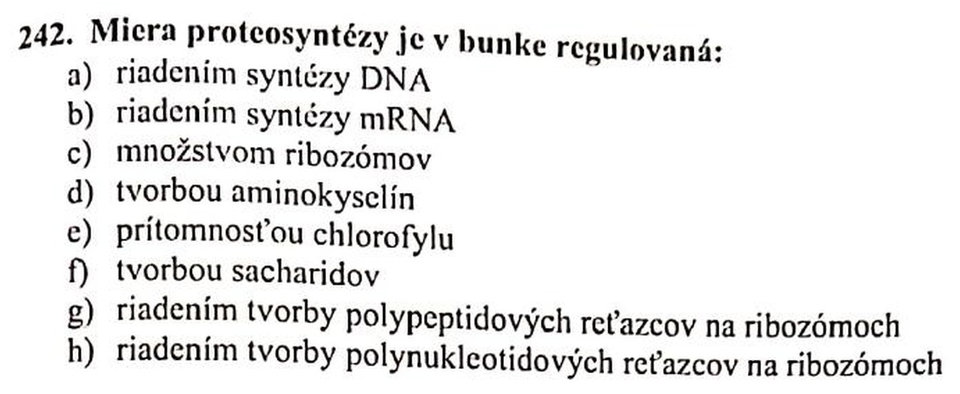 242. Miera proteosyntézy je v bunke regulovaná:
a) riadením syntézy DNA
b) riadením syntézy mRNA
c) množstvom ribozómov
d) tvorbou aminokyselín
e) prítomnosťou chlorofylu
f) tvorbou sacharidov
g) riadením tvorby polypeptidových reťazcov na ribozómoch
h) riadením tvorby polynukleotidových reťazcov na ribozómoch